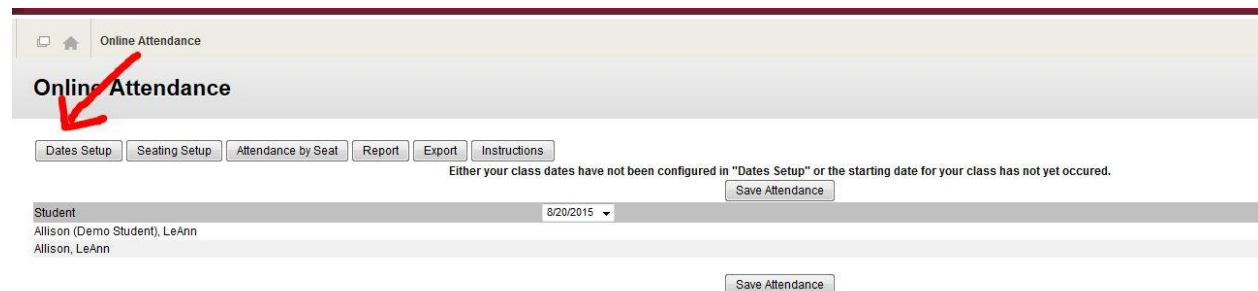 Online Attendance
Online Attendance
Dates Setup Seating Setup Attendance by Seat Report Export Instructions
Either your class dates have not been configured in "Dates Setup" or the starting date for your class has not yet occured.
Save Attendance
Student 8/20/2015
Allison (Demo Student), LeAnn
Allison, LeAnn
Save Attendance